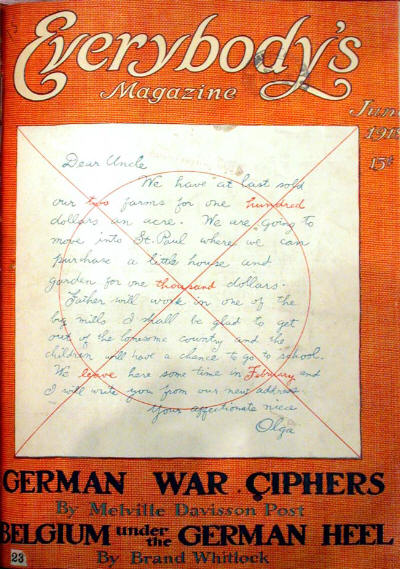 Everybody's
Magazine
June
1918
15¢
Dear Uncle
We have at last sold
our two farms for one hundred
dollars an acre. We are going to
move into St. Paul where we can
purchase a little house and
garden for one thousand dollars.
Father will work in one of the
big mills I shall be glad to get
out of the lonesome country and the
children will have a chance to go to school.
We leave here some time in Februry and
I will write you from our new address.
Your affectionate niece
Olga
GERMAN WAR CIPHERS
By Melville Davisson Post
BELGIUM under the GERMAN HEEL
By Brand Whitlock
23